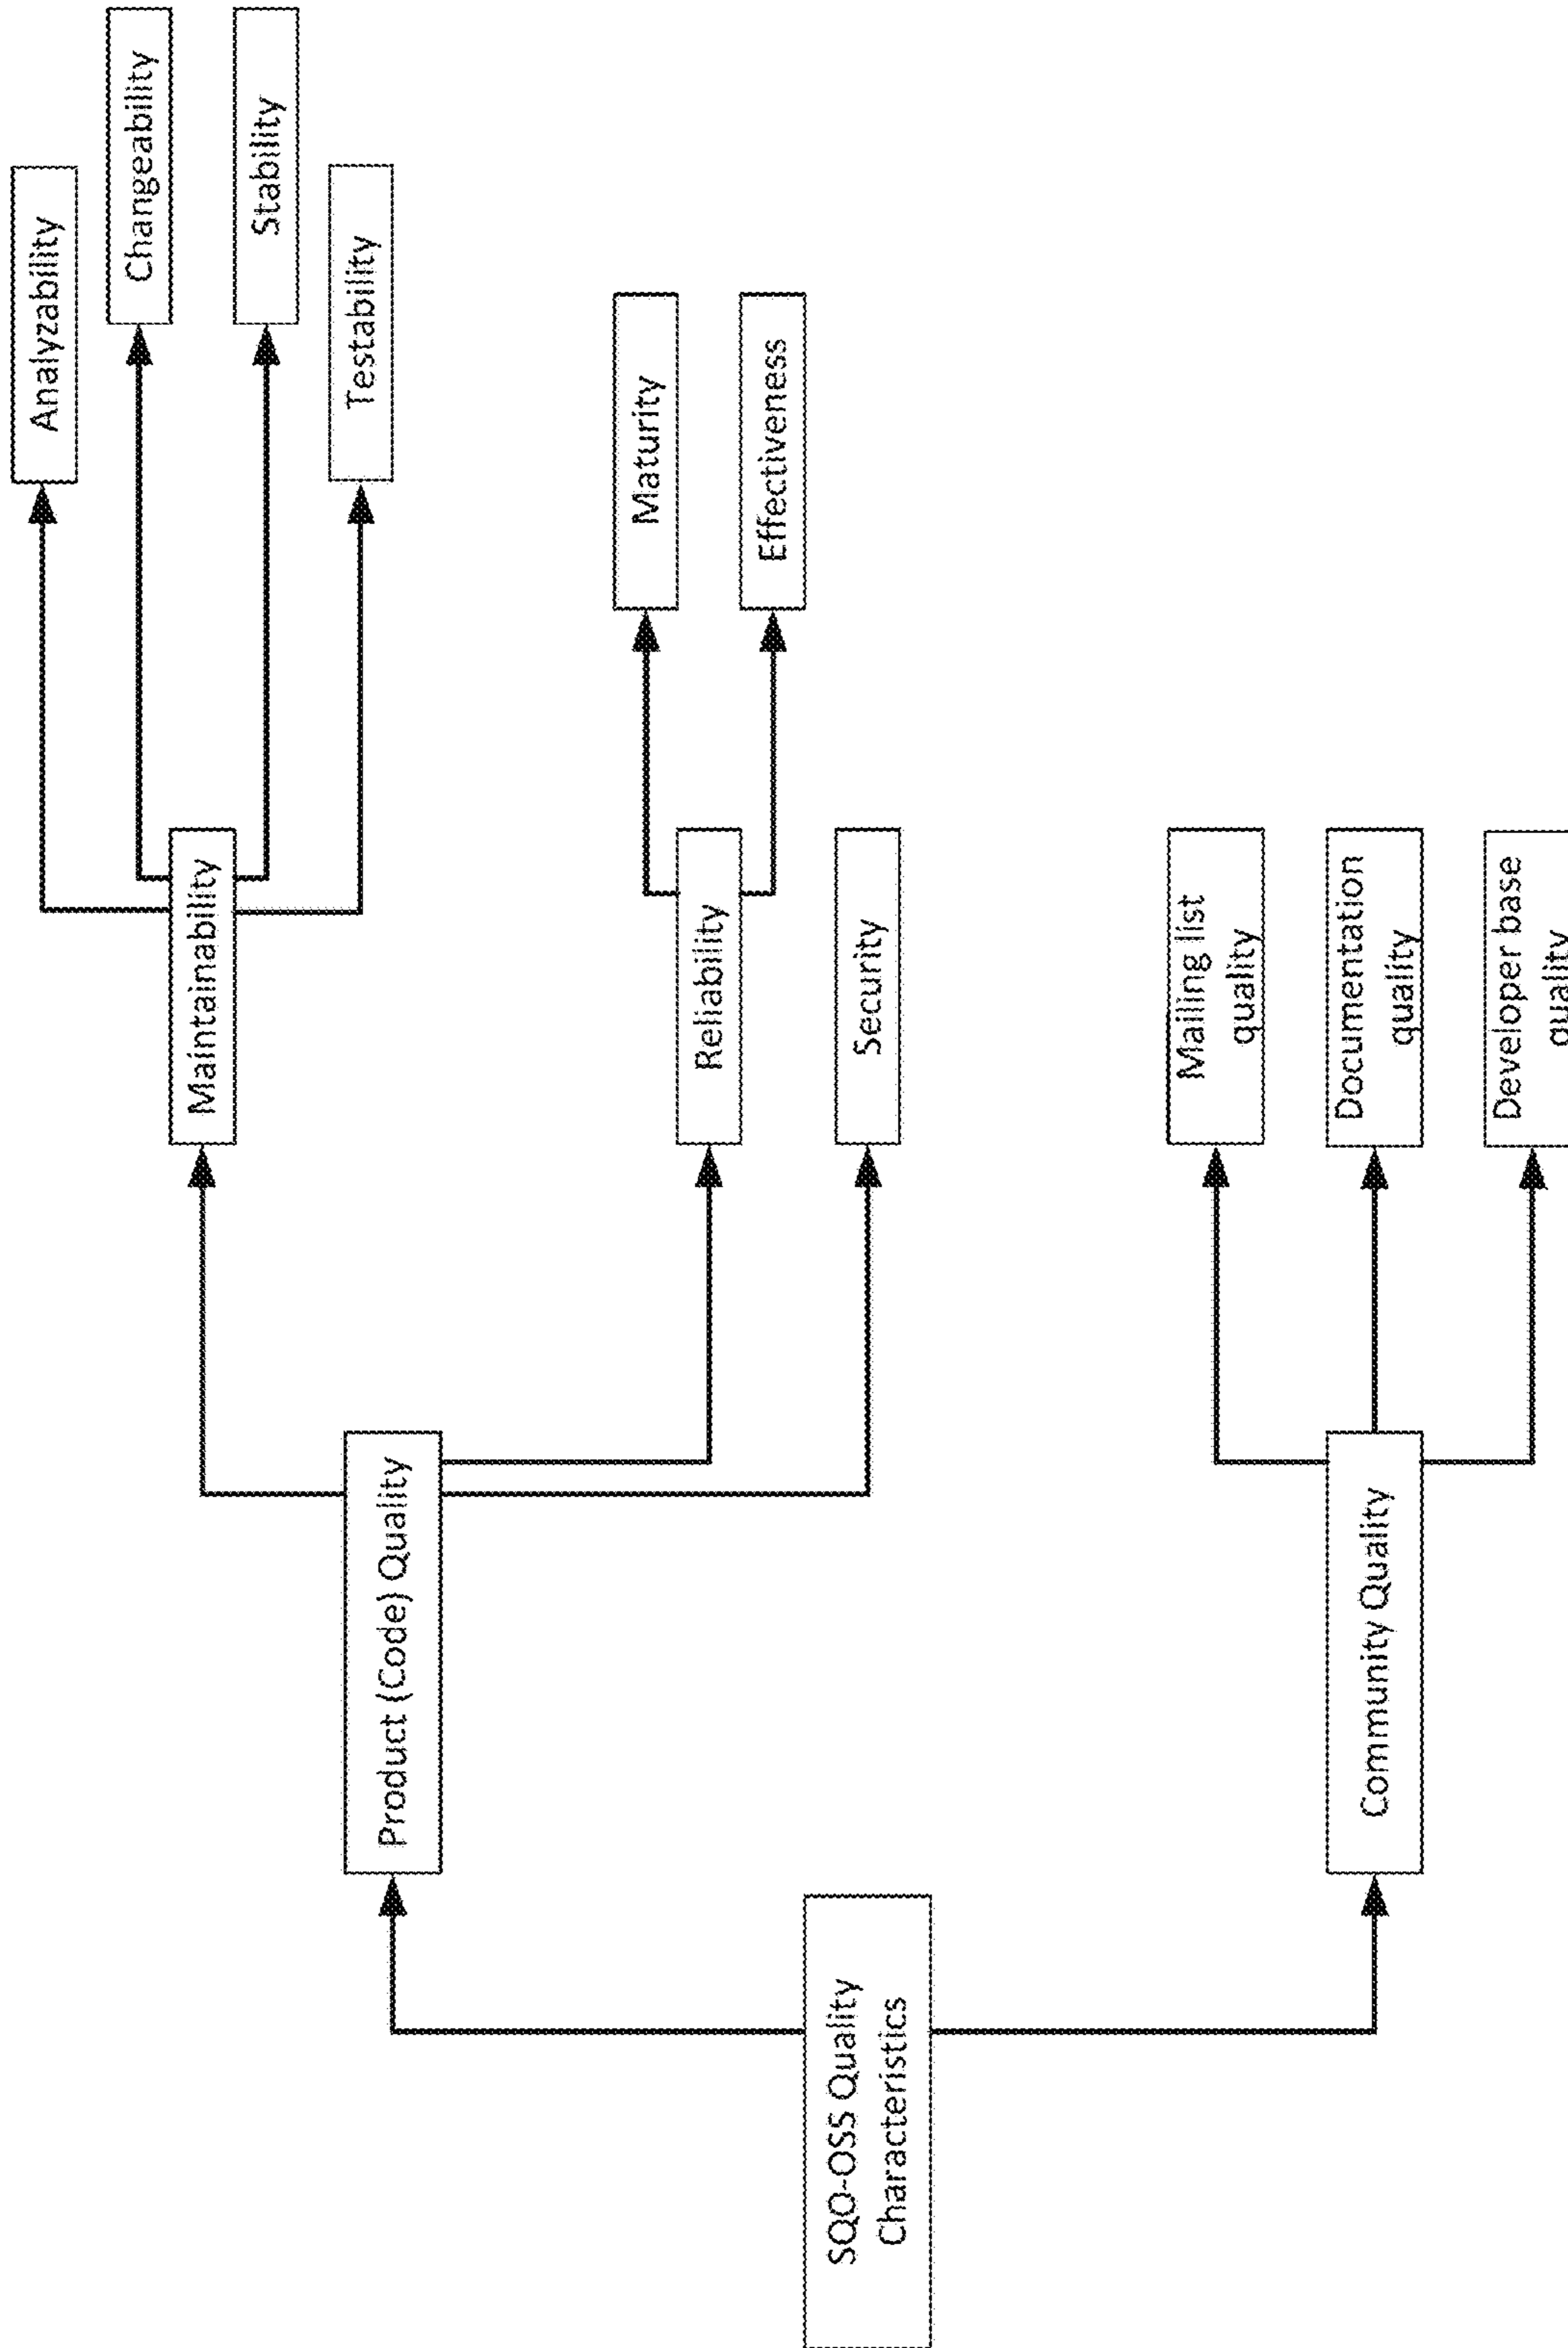 SQO-OSS Quality
Characteristics
Product (Code) Quality
Community Quality
Maintainability
Reliability
Security
Mailing list
quality
Documentation
quality
Developer base
quality
Analyzability
Changeability
Stability
Testability
Maturity
Effectiveness